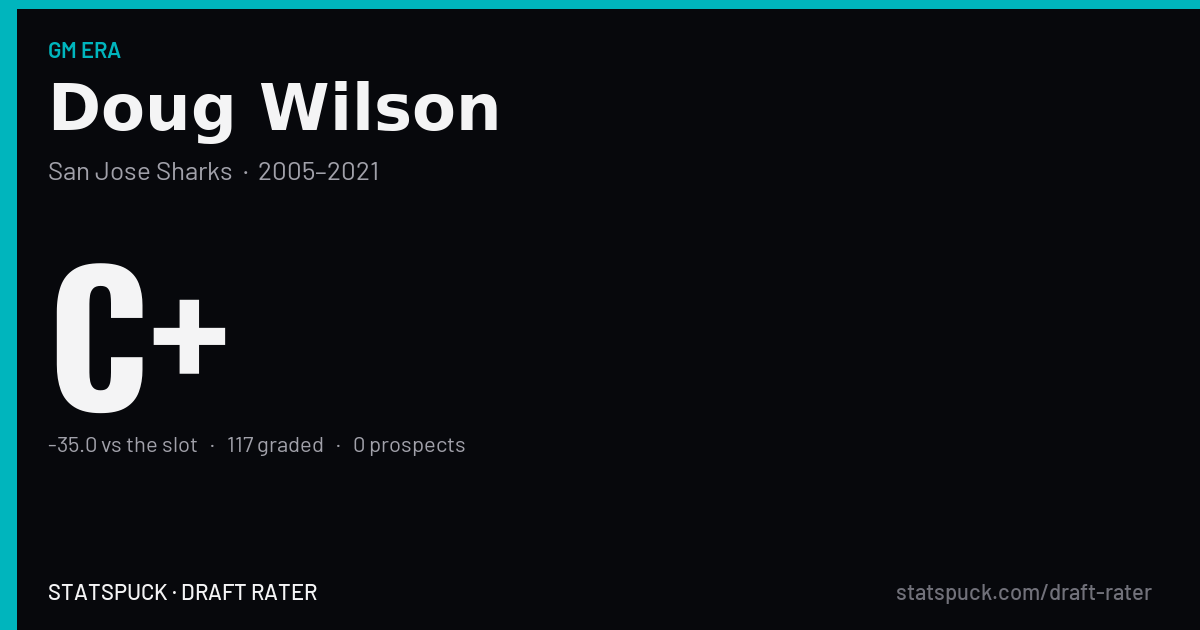 GM ERA
Doug Wilson
San Jose Sharks · 2005–2021
C+
-35.0 vs the slot · 117 graded · 0 prospects
STATSPUCK · DRAFT RATER
statspuck.com/draft-rater